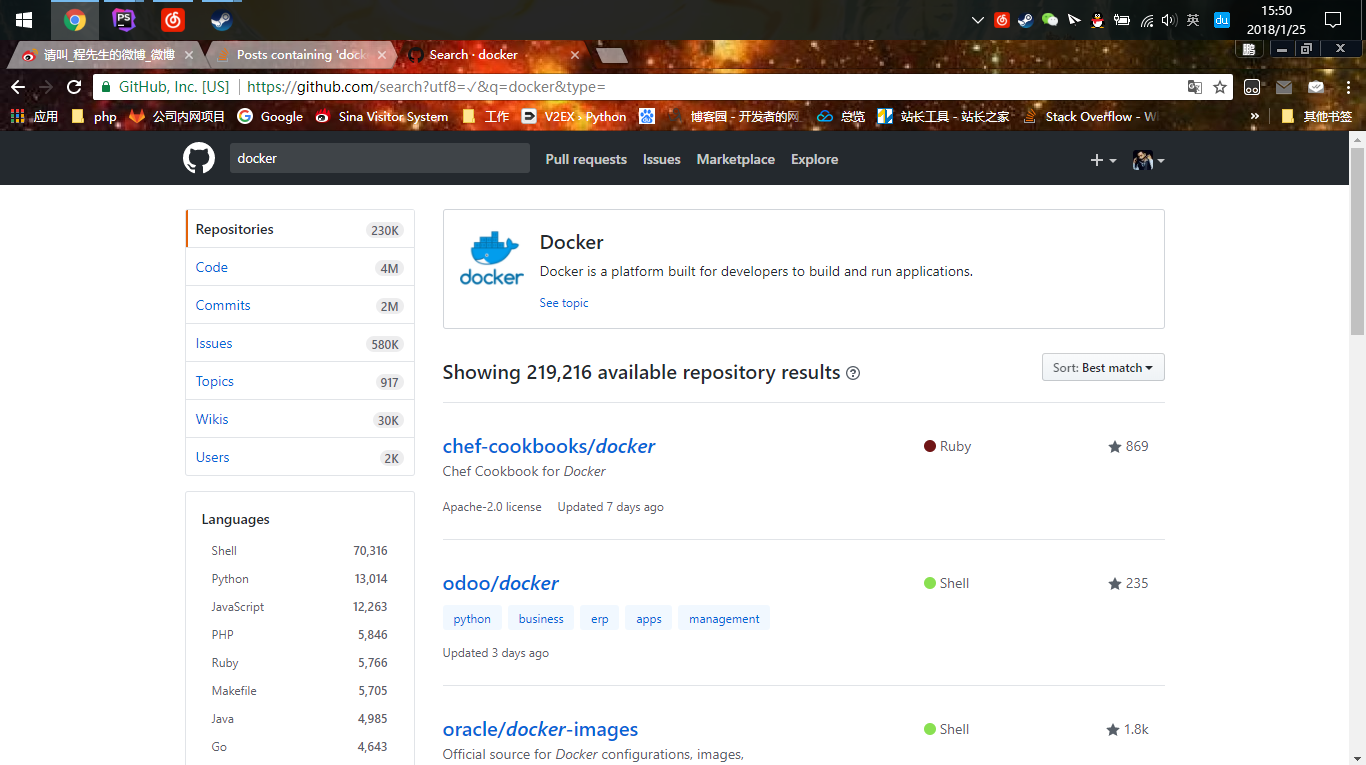 15:50
PS
英
du
2018/1/25
请叫_程先生的微博_微博
Posts containing 'dock
Search · docker
鹏
GitHub, Inc. [US]
https://github.com/search?utf8=✓&q=docker&type=
应用
php
公司内网项目
Google
Sina Visitor System
工作
V2EX › Python
博客园 - 开发者的网
总览
站长工具 - 站长之家
Stack Overflow - W
»
其他书签
docker
Pull requests
Issues
Marketplace
Explore
Repositories 230K
Code 4M
Commits 2M
Issues 580K
Topics 917
Wikis 30K
Users 2K
Languages
Shell 70,316
Python 13,014
JavaScript 12,263
PHP 5,846
Ruby 5,766
Makefile 5,705
Java 4,985
Go 4,643
docker
Docker
Docker is a platform built for developers to build and run applications.
See topic
Showing 219,216 available repository results
Sort: Best match
chef-cookbooks/docker
Ruby
869
Chef Cookbook for Docker
Apache-2.0 license Updated 7 days ago
odoo/docker
Shell
235
python business erp apps management
Updated 3 days ago
oracle/docker-images
Shell
1.8k
Official source for Docker configurations, images,